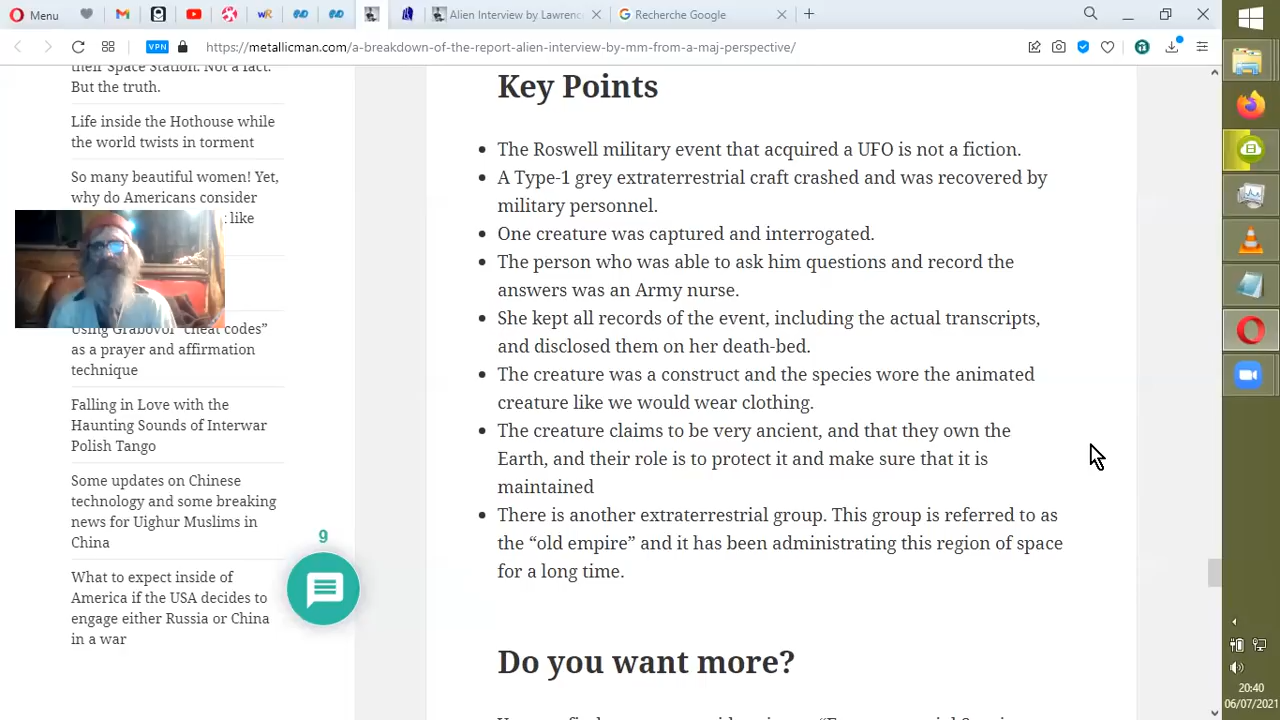 Menu
Alien Interview by Lawrenc
Recherche Google
VPN
https://metallicman.com/a-breakdown-of-the-report-alien-interview-by-mm-from-a-maj-perspective/
their Space Station. Not a fact.
But the truth.
Life inside the Hothouse while
the world twists in torment
So many beautiful women! Yet,
why do Americans consider
like
Using Grabovoi “cheat codes”
as a prayer and affirmation
technique
Falling in Love with the
Haunting Sounds of Interwar
Polish Tango
Some updates on Chinese
technology and some breaking
news for Uighur Muslims in
China
What to expect inside of
America if the USA decides to
engage either Russia or China
in a war
9
Key Points
The Roswell military event that acquired a UFO is not a fiction.
A Type-1 grey extraterrestrial craft crashed and was recovered by
military personnel.
One creature was captured and interrogated.
The person who was able to ask him questions and record the
answers was an Army nurse.
She kept all records of the event, including the actual transcripts,
and disclosed them on her death-bed.
The creature was a construct and the species wore the animated
creature like we would wear clothing.
The creature claims to be very ancient, and that they own the
Earth, and their role is to protect it and make sure that it is
maintained
There is another extraterrestrial group. This group is referred to as
the “old empire” and it has been administrating this region of space
for a long time.
Do you want more?
20:40
06/07/2021